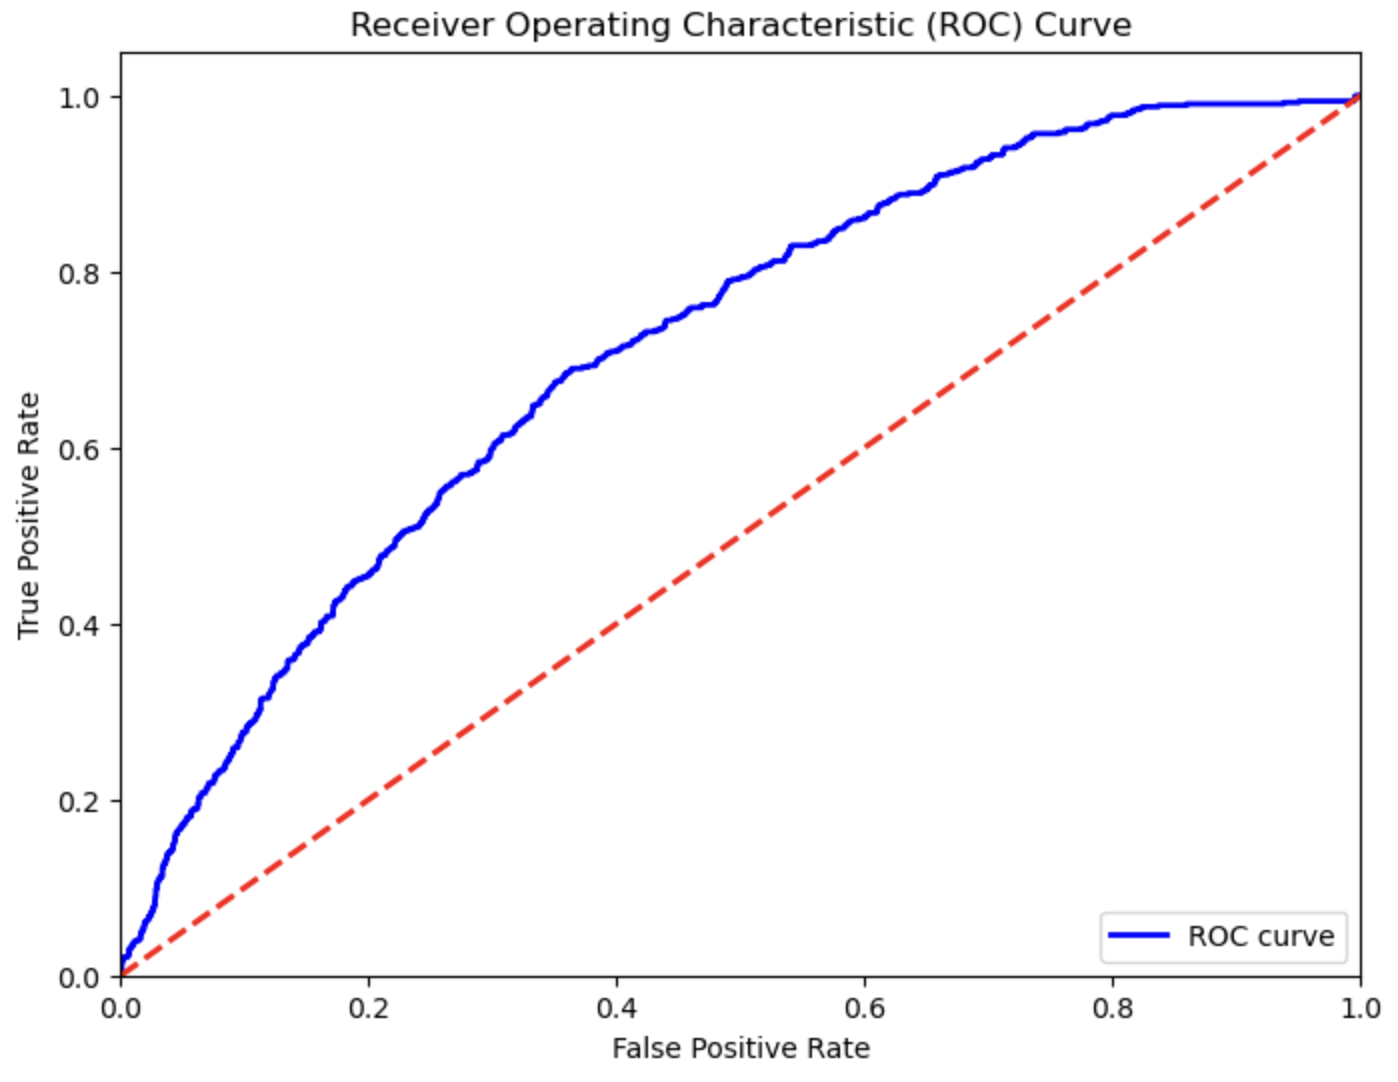 Receiver Operating Characteristic (ROC) Curve
1.0
0.8
0.6
0.4
0.2
0.0
True Positive Rate
ROC curve
0.0 0.2 0.4 0.6 0.8 1.0
False Positive Rate